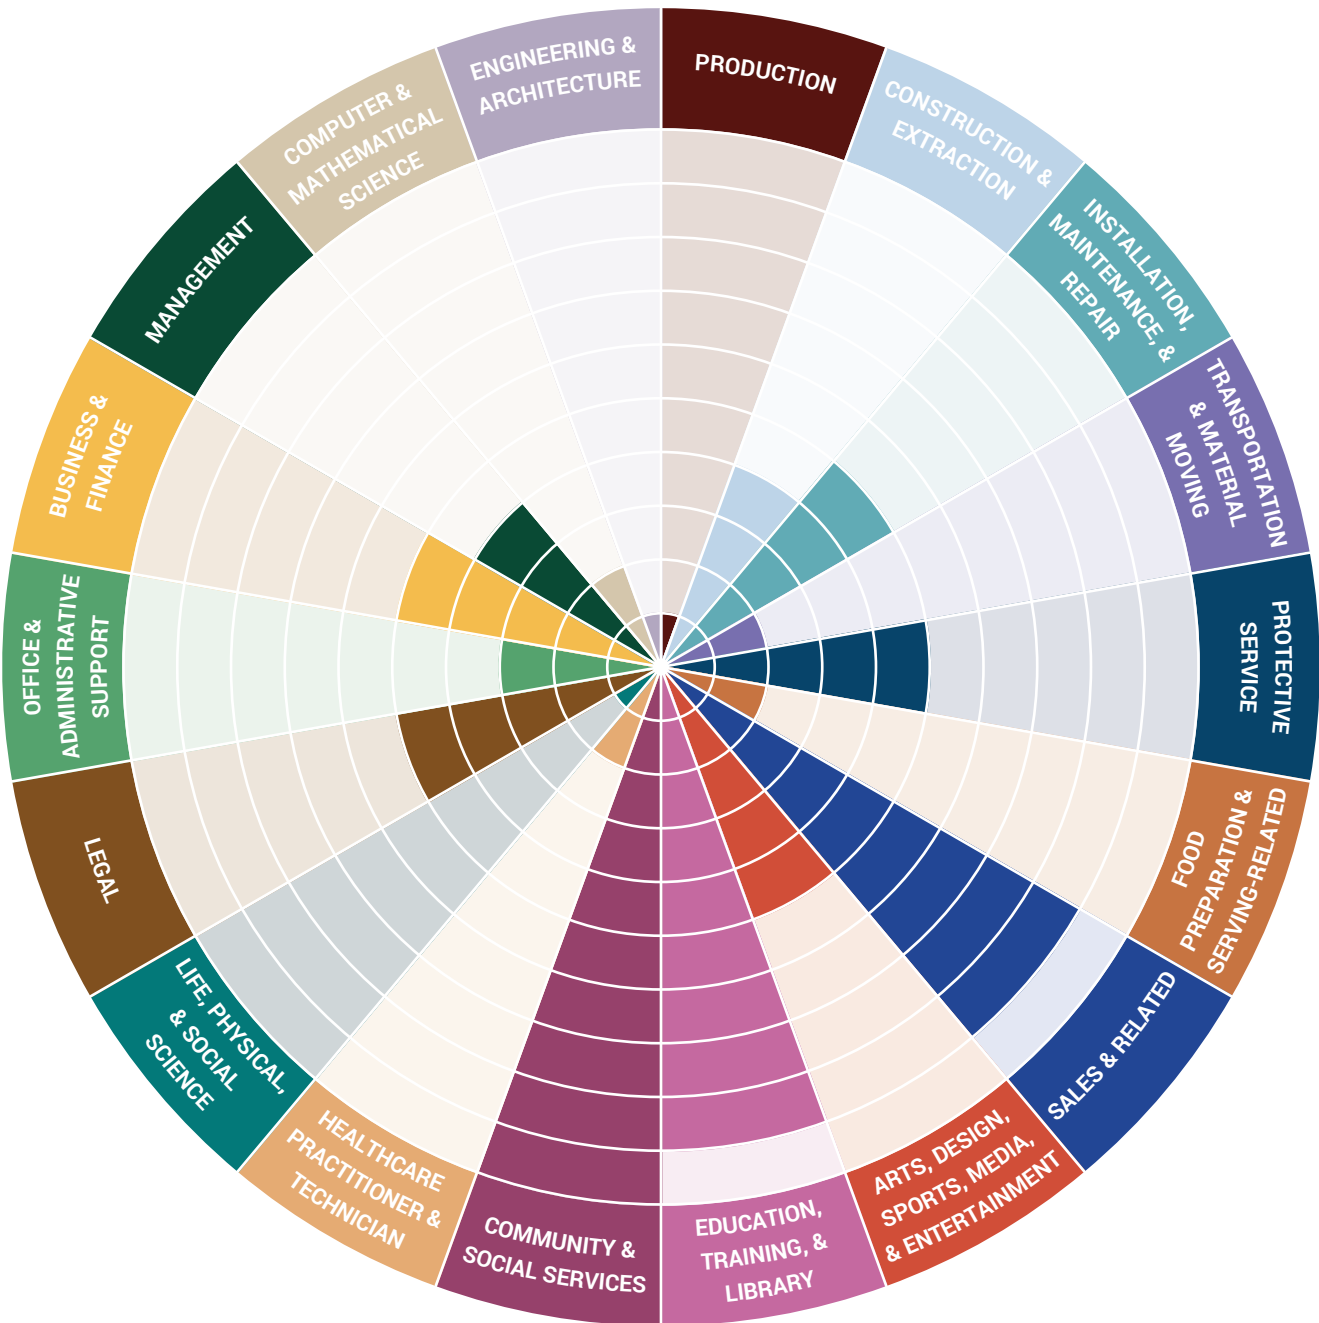 PRODUCTION
CONSTRUCTION &
EXTRACTION
INSTALLATION,
MAINTENANCE, &
REPAIR
TRANSPORTATION
& MATERIAL
MOVING
PROTECTIVE
SERVICE
FOOD
PREPARATION &
SERVING-RELATED
SALES & RELATED
ARTS, DESIGN,
SPORTS, MEDIA,
& ENTERTAINMENT
EDUCATION,
TRAINING, &
LIBRARY
COMMUNITY &
SOCIAL SERVICES
HEALTHCARE
PRACTITIONER &
TECHNICIAN
LIFE, PHYSICAL,
& SOCIAL
SCIENCE
LEGAL
OFFICE &
ADMINISTRATIVE
SUPPORT
BUSINESS &
FINANCE
MANAGEMENT
COMPUTER &
MATHEMATICAL
SCIENCE
ENGINEERING &
ARCHITECTURE